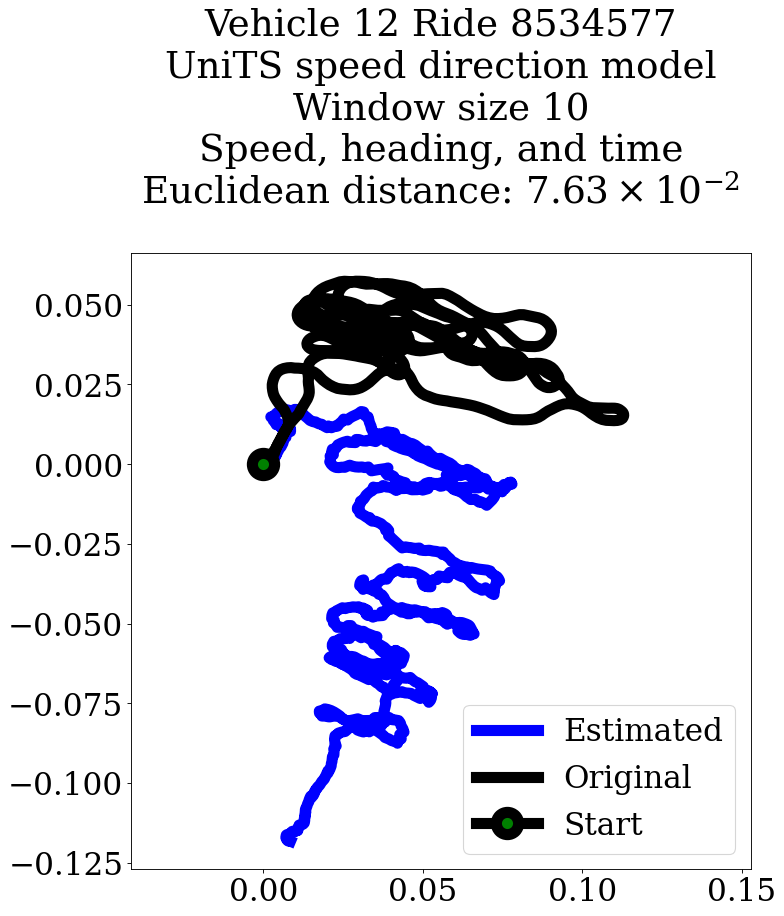 Vehicle 12 Ride 8534577
UniTS speed direction model
Window size 10
Speed, heading, and time
Euclidean distance: 7.63 × 10⁻²
0.050
0.025
0.000
−0.025
−0.050
−0.075
−0.100
−0.125
Estimated
Original
Start
0.00 0.05 0.10 0.15